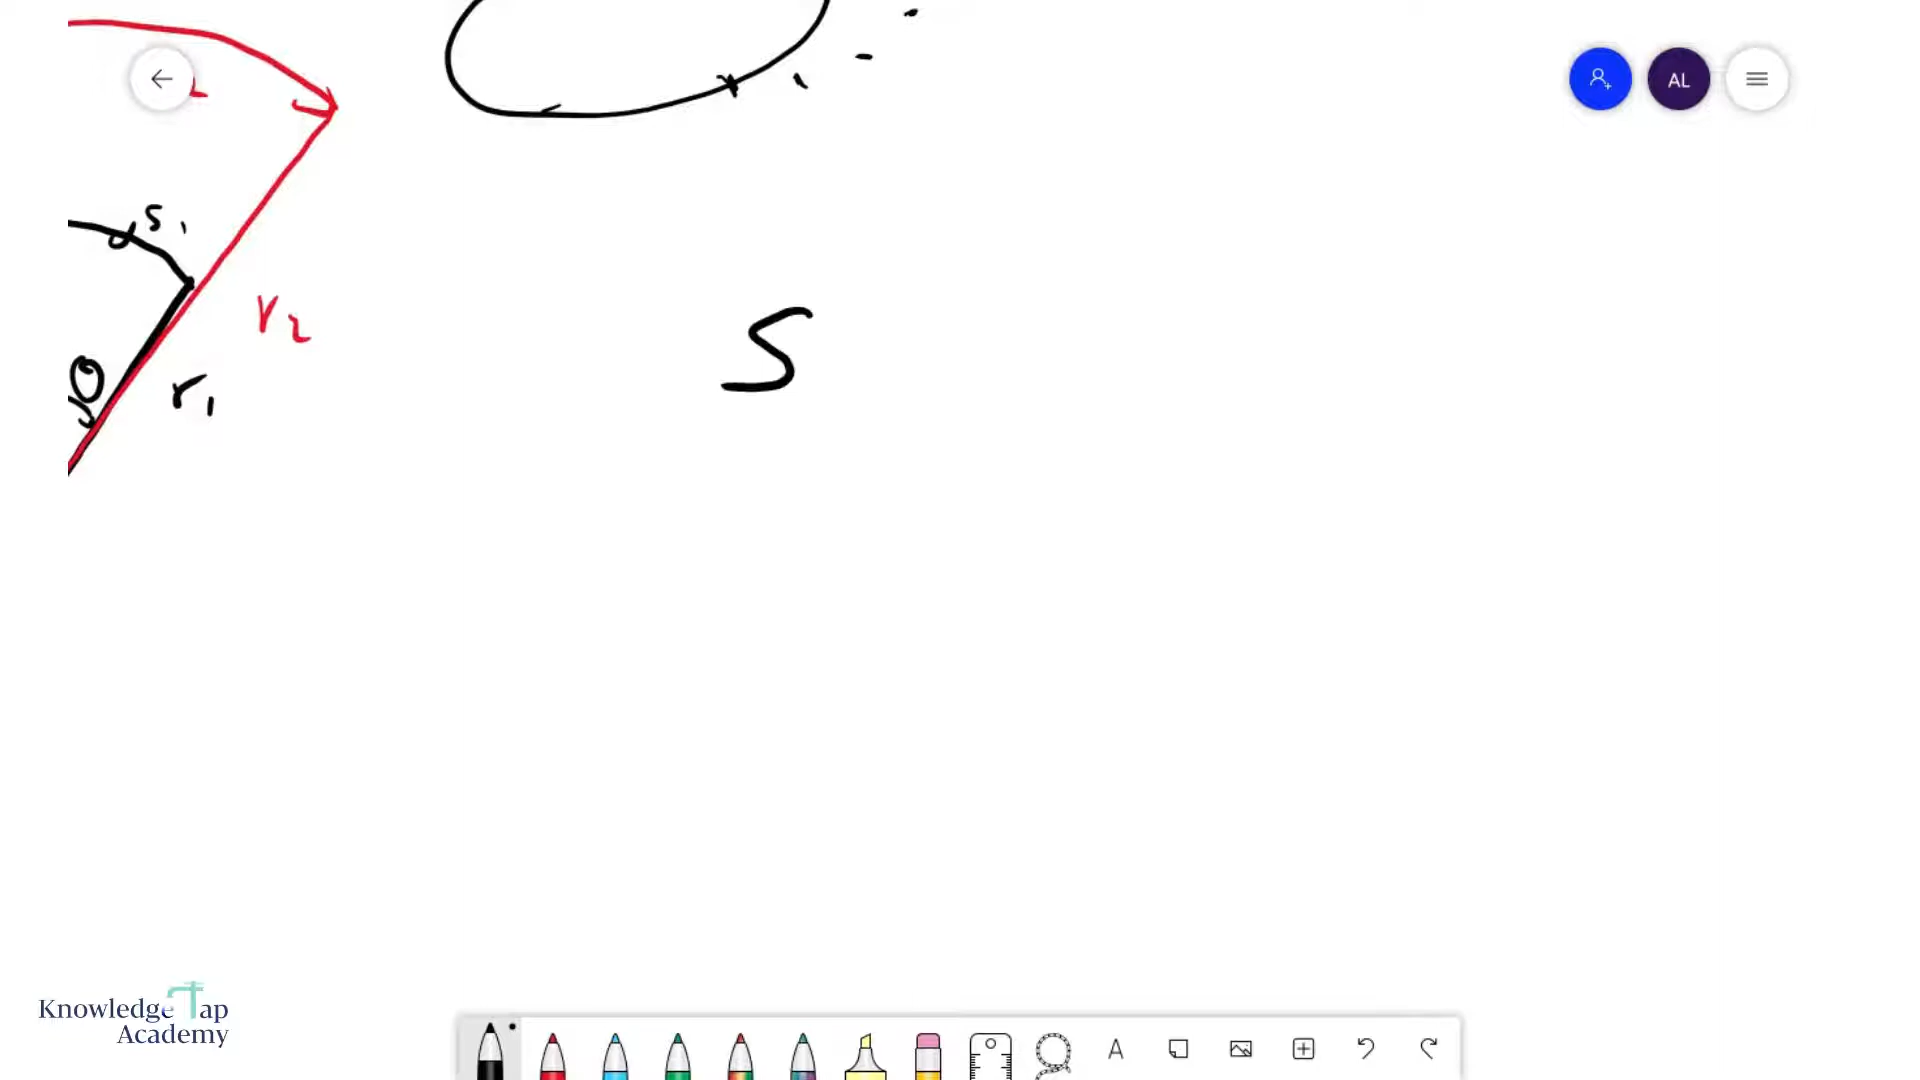 AL
S₁
r₂
θ
r₁
S
A
Knowledge Tap
Academy